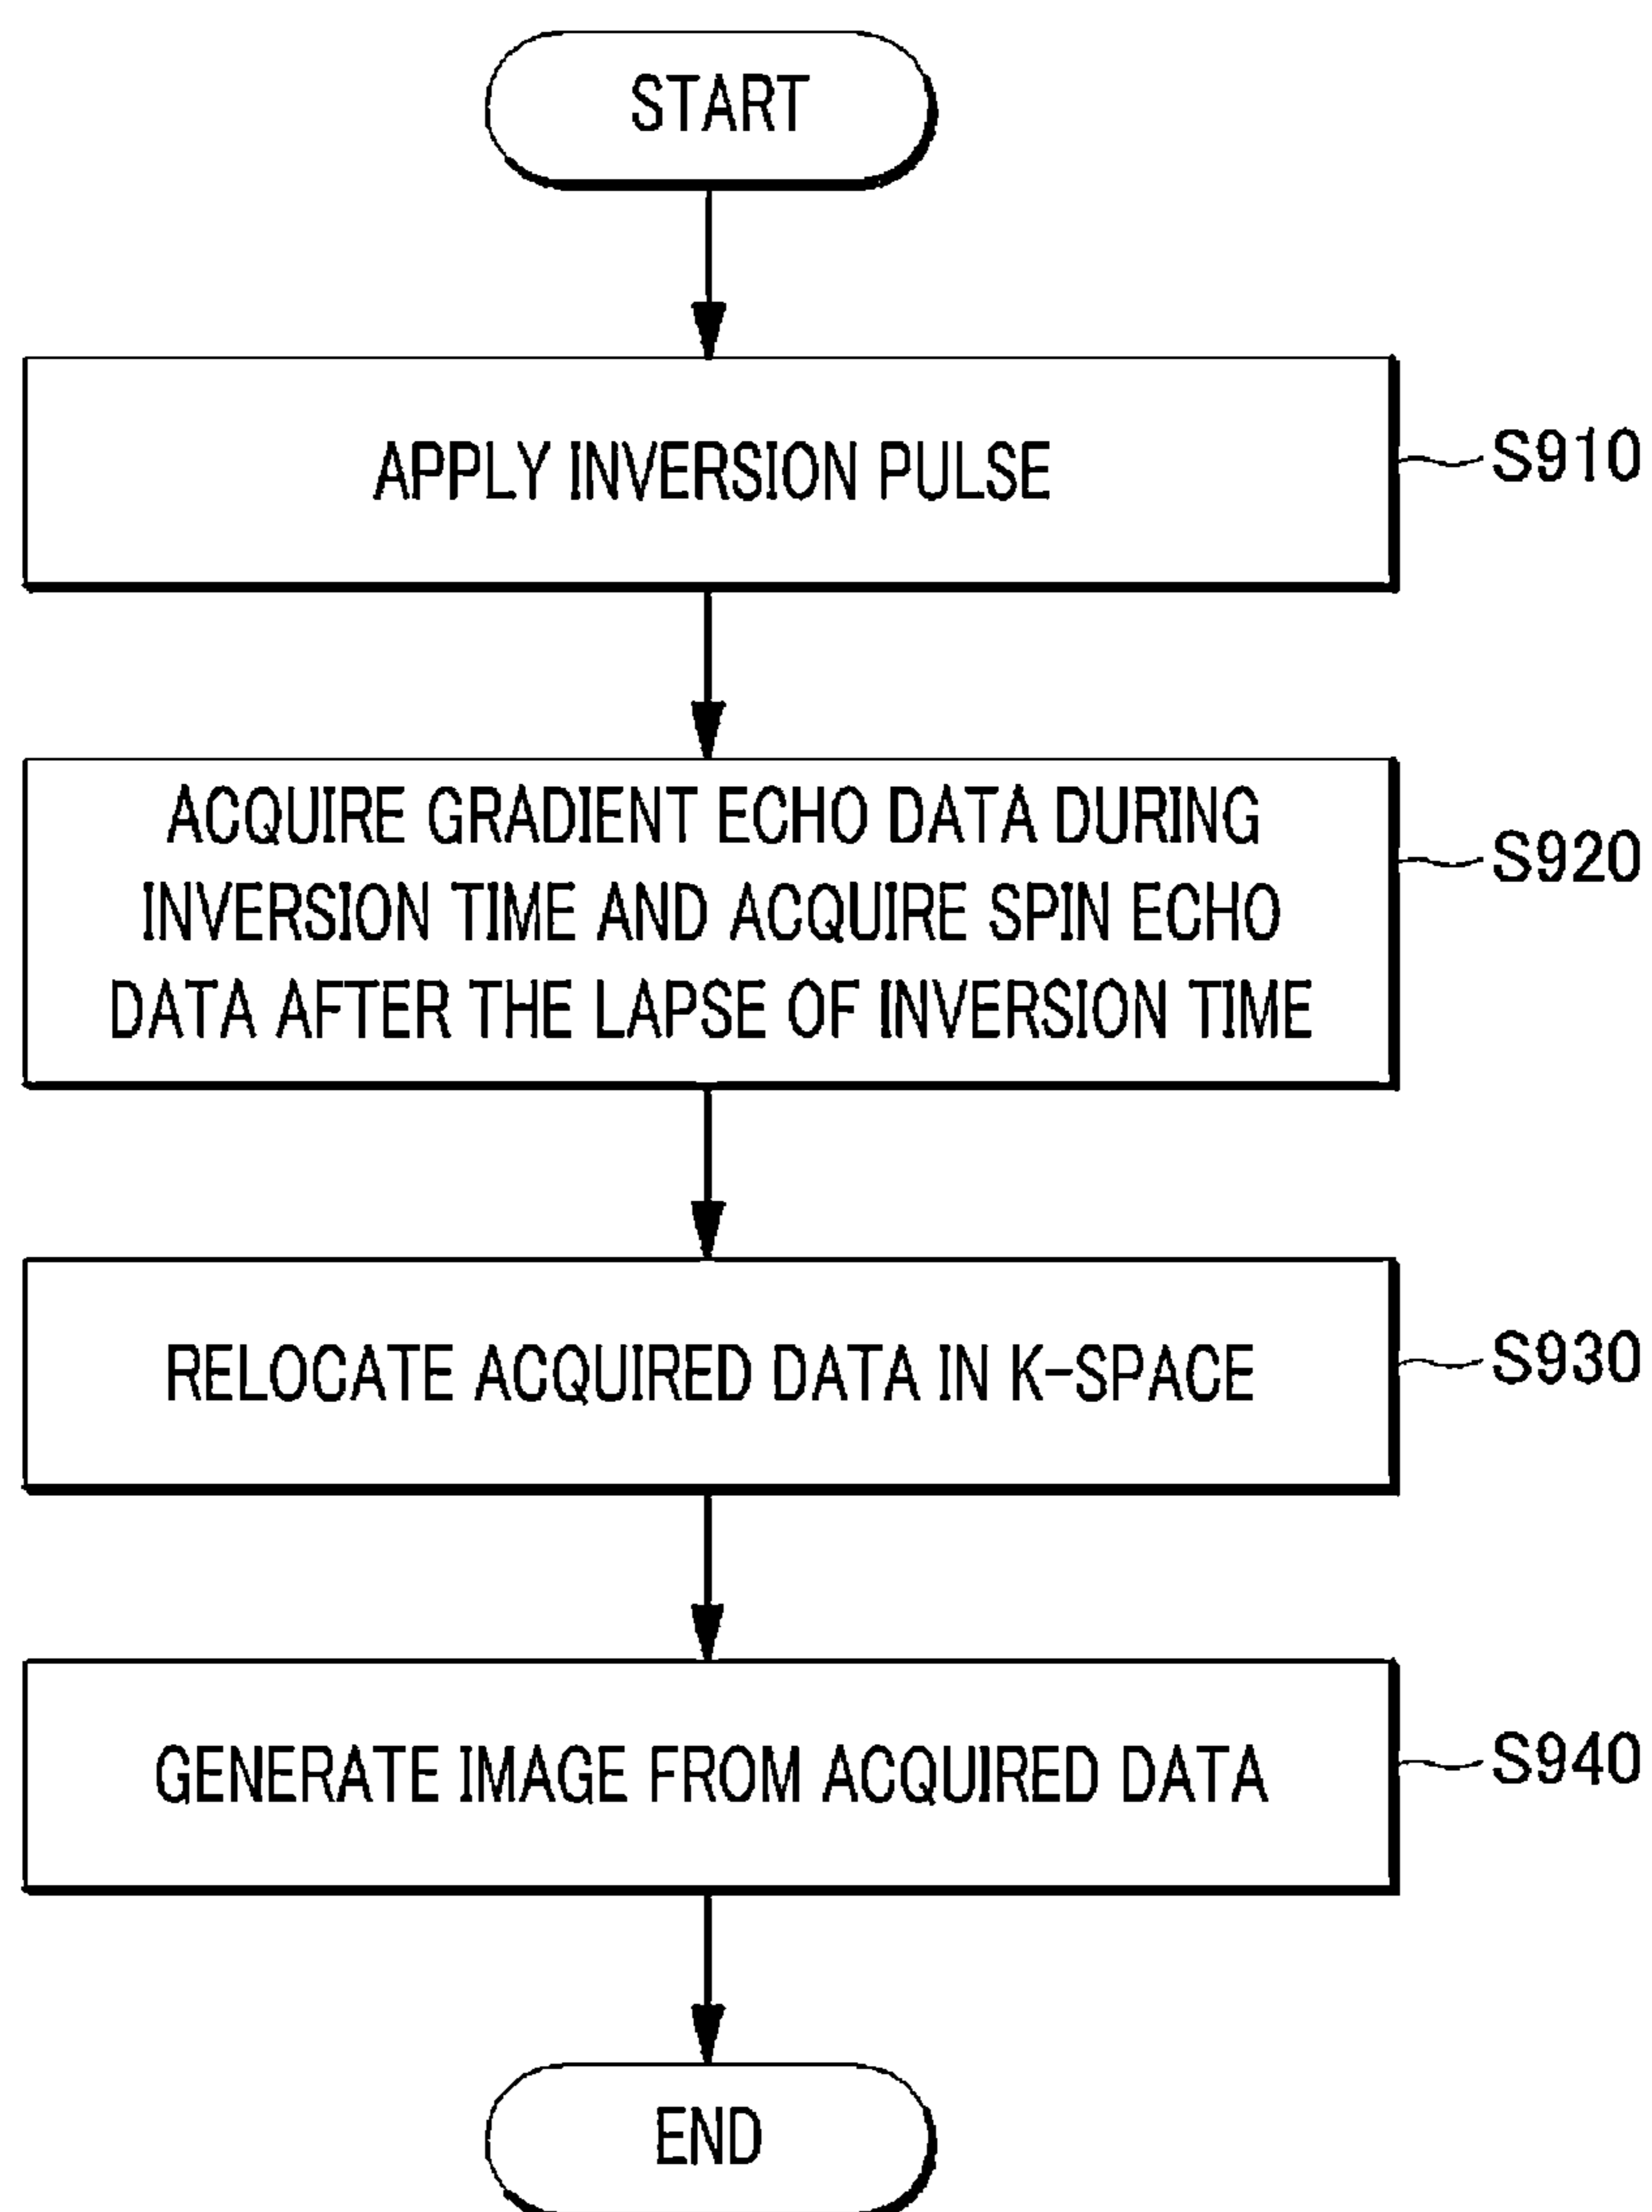 START
APPLY INVERSION PULSE
S910
ACQUIRE GRADIENT ECHO DATA DURING
INVERSION TIME AND ACQUIRE SPIN ECHO
DATA AFTER THE LAPSE OF INVERSION TIME
S920
RELOCATE ACQUIRED DATA IN K-SPACE
S930
GENERATE IMAGE FROM ACQUIRED DATA
S940
END